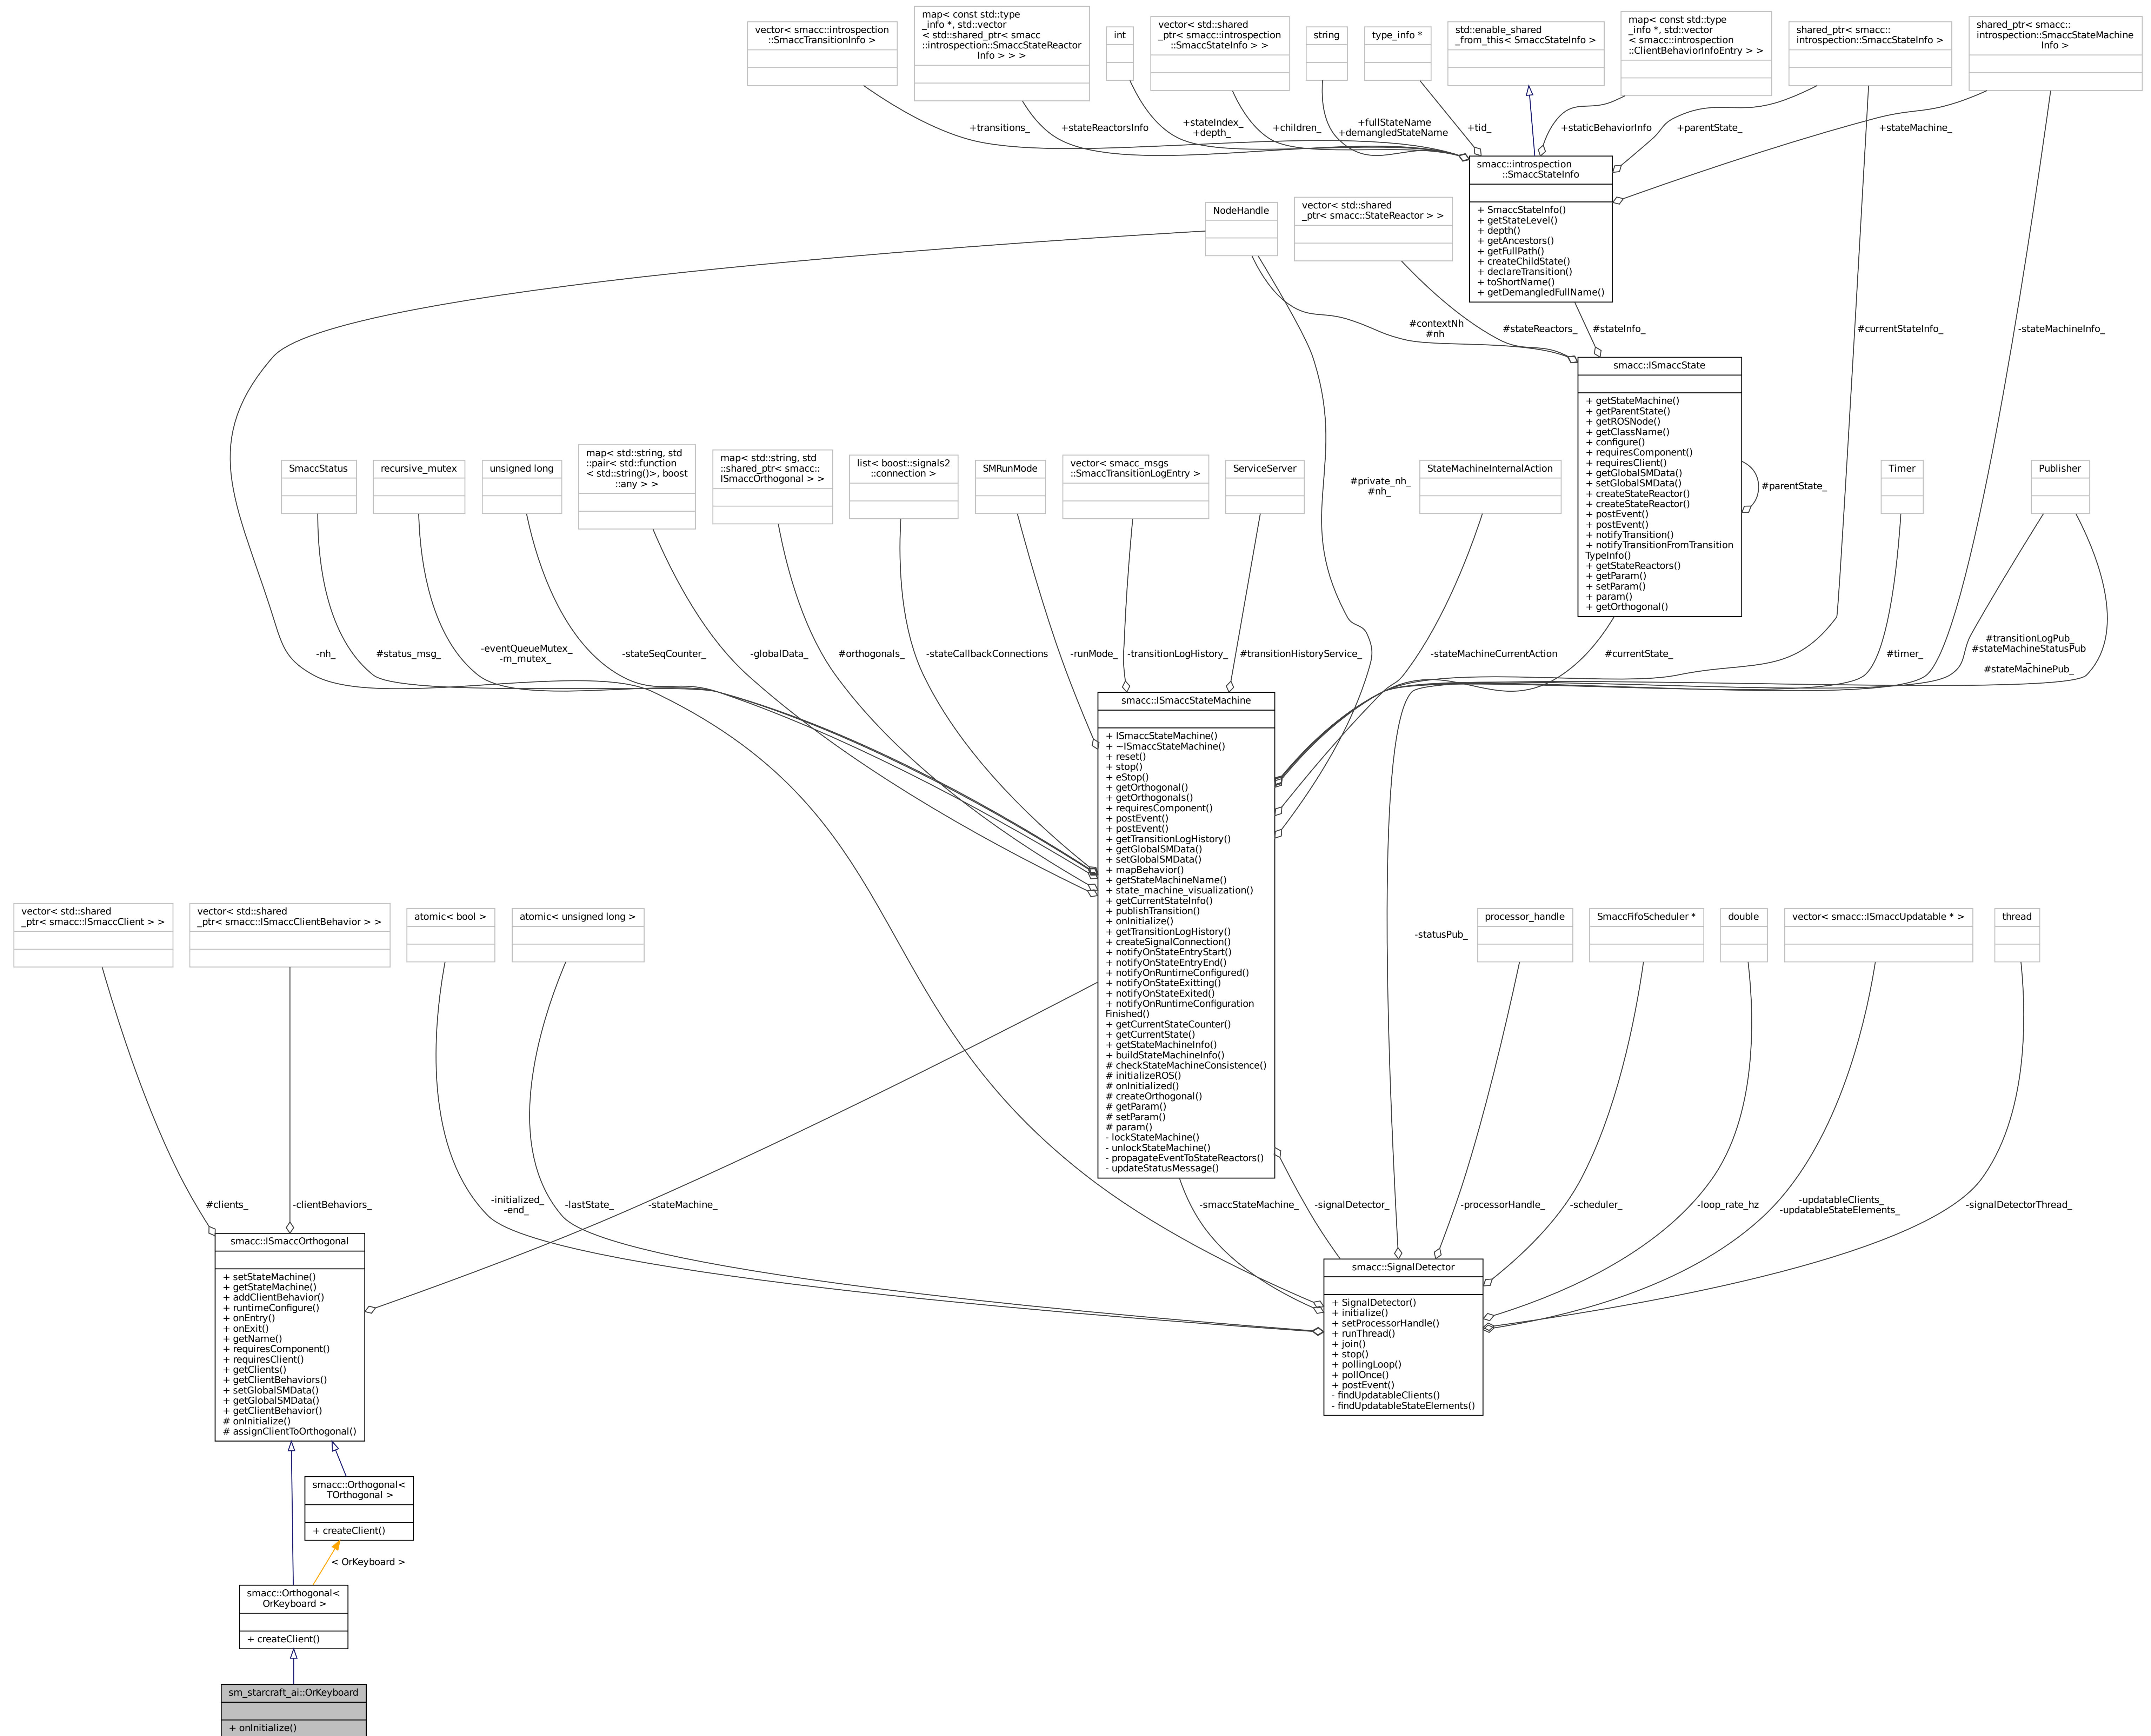 vector< smacc::introspection
::SmaccTransitionInfo >
map< const std::type
_info *, std::vector
< std::shared_ptr< smacc
::introspection::SmaccStateReactor
Info > > >
int
vector< std::shared
_ptr< smacc::introspection
::SmaccStateInfo > >
string
type_info *
std::enable_shared
_from_this< SmaccStateInfo >
map< const std::type
_info *, std::vector
< smacc::introspection
::ClientBehaviorInfoEntry > >
shared_ptr< smacc::
introspection::SmaccStateInfo >
shared_ptr< smacc::
introspection::SmaccStateMachine
Info >
+transitions_
+stateReactorsInfo
+stateIndex_
+depth_
+children_
+fullStateName
+demangledStateName
+tid_
+staticBehaviorInfo
+parentState_
+stateMachine_
smacc::introspection
::SmaccStateInfo
+ SmaccStateInfo()
+ getStateLevel()
+ depth()
+ getAncestors()
+ getFullPath()
+ createChildState()
+ declareTransition()
+ toShortName()
+ getDemangledFullName()
NodeHandle
vector< std::shared
_ptr< smacc::StateReactor > >
#contextNh
#nh
#stateReactors_
#stateInfo_
#currentStateInfo_
-stateMachineInfo_
smacc::ISmaccState
+ getStateMachine()
+ getParentState()
+ getROSNode()
+ getClassName()
+ configure()
+ requiresComponent()
+ requiresClient()
+ getGlobalSMData()
+ setGlobalSMData()
+ createStateReactor()
+ createStateReactor()
+ postEvent()
+ postEvent()
+ notifyTransition()
+ notifyTransitionFromTransition
TypeInfo()
+ getStateReactors()
+ getParam()
+ setParam()
+ param()
+ getOrthogonal()
#parentState_
SmaccStatus
recursive_mutex
unsigned long
map< std::string, std
::pair< std::function
< std::string()>, boost
::any > >
map< std::string, std
::shared_ptr< smacc::
ISmaccOrthogonal > >
list< boost::signals2
::connection >
SMRunMode
vector< smacc_msgs
::SmaccTransitionLogEntry >
ServiceServer
#private_nh_
#nh_
StateMachineInternalAction
Timer
Publisher
-nh_
#status_msg_
-eventQueueMutex_
-m_mutex_
-stateSeqCounter_
-globalData_
#orthogonals_
-stateCallbackConnections
-runMode_
-transitionLogHistory_
#transitionHistoryService_
-stateMachineCurrentAction
#currentState_
#timer_
#transitionLogPub_
#stateMachineStatusPub
_
#stateMachinePub_
smacc::ISmaccStateMachine
+ ISmaccStateMachine()
+ ~ISmaccStateMachine()
+ reset()
+ stop()
+ eStop()
+ getOrthogonal()
+ getOrthogonals()
+ requiresComponent()
+ postEvent()
+ postEvent()
+ getTransitionLogHistory()
+ getGlobalSMData()
+ setGlobalSMData()
+ mapBehavior()
+ getStateMachineName()
+ state_machine_visualization()
+ getCurrentStateInfo()
+ publishTransition()
+ onInitialize()
+ getTransitionLogHistory()
+ createSignalConnection()
+ notifyOnStateEntryStart()
+ notifyOnStateEntryEnd()
+ notifyOnRuntimeConfigured()
+ notifyOnStateExitting()
+ notifyOnStateExited()
+ notifyOnRuntimeConfiguration
Finished()
+ getCurrentStateCounter()
+ getCurrentState()
+ getStateMachineInfo()
+ buildStateMachineInfo()
# checkStateMachineConsistence()
# initializeROS()
# onInitialized()
# createOrthogonal()
# getParam()
# setParam()
# param()
- lockStateMachine()
- unlockStateMachine()
- propagateEventToStateReactors()
- updateStatusMessage()
vector< std::shared
_ptr< smacc::ISmaccClient > >
vector< std::shared
_ptr< smacc::ISmaccClientBehavior > >
atomic< bool >
atomic< unsigned long >
-statusPub_
processor_handle
SmaccFifoScheduler *
double
vector< smacc::ISmaccUpdatable * >
thread
#clients_
-clientBehaviors_
-initialized_
-end_
-lastState_
-stateMachine_
-smaccStateMachine_
-signalDetector_
-processorHandle_
-scheduler_
-loop_rate_hz
-updatableClients_
-updatableStateElements_
-signalDetectorThread_
smacc::ISmaccOrthogonal
+ setStateMachine()
+ getStateMachine()
+ addClientBehavior()
+ runtimeConfigure()
+ onEntry()
+ onExit()
+ getName()
+ requiresComponent()
+ requiresClient()
+ getClients()
+ getClientBehaviors()
+ setGlobalSMData()
+ getGlobalSMData()
+ getClientBehavior()
# onInitialize()
# assignClientToOrthogonal()
smacc::SignalDetector
+ SignalDetector()
+ initialize()
+ setProcessorHandle()
+ runThread()
+ join()
+ stop()
+ pollingLoop()
+ pollOnce()
+ postEvent()
- findUpdatableClients()
- findUpdatableStateElements()
smacc::Orthogonal<
TOrthogonal >
+ createClient()
< OrKeyboard >
smacc::Orthogonal<
OrKeyboard >
+ createClient()
sm_starcraft_ai::OrKeyboard
+ onInitialize()